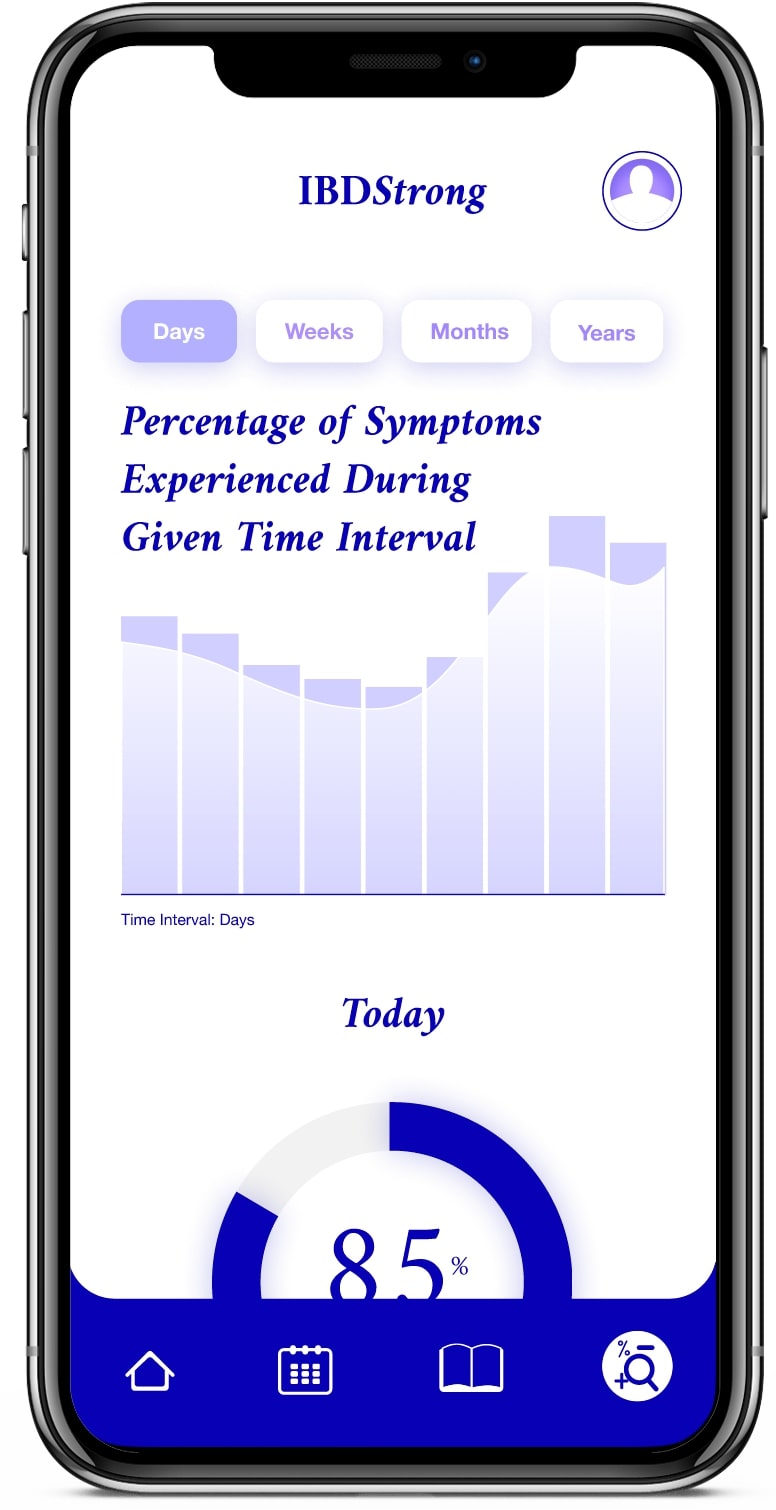 IBDStrong
Days Weeks Months Years
Percentage of Symptoms
Experienced During
Given Time Interval
Time Interval: Days
Today
85%